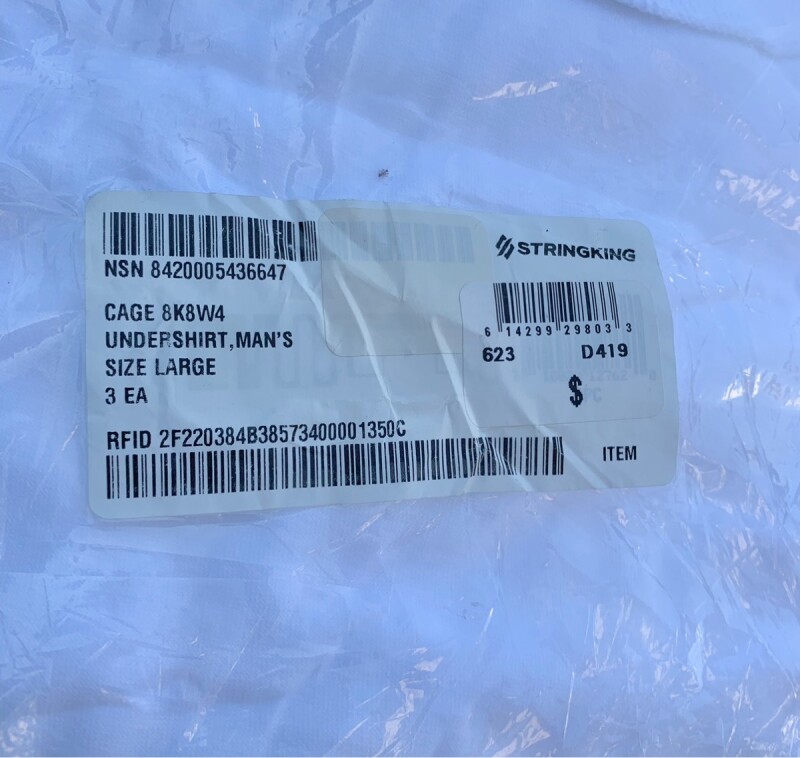 NSN 8420005436647
STRINGKING
CAGE 8K8W4
UNDERSHIRT,MAN'S
SIZE LARGE
3 EA
6 14299 29803 3
623 D419
$
RFID 2F220384B38573400001350C
ITEM